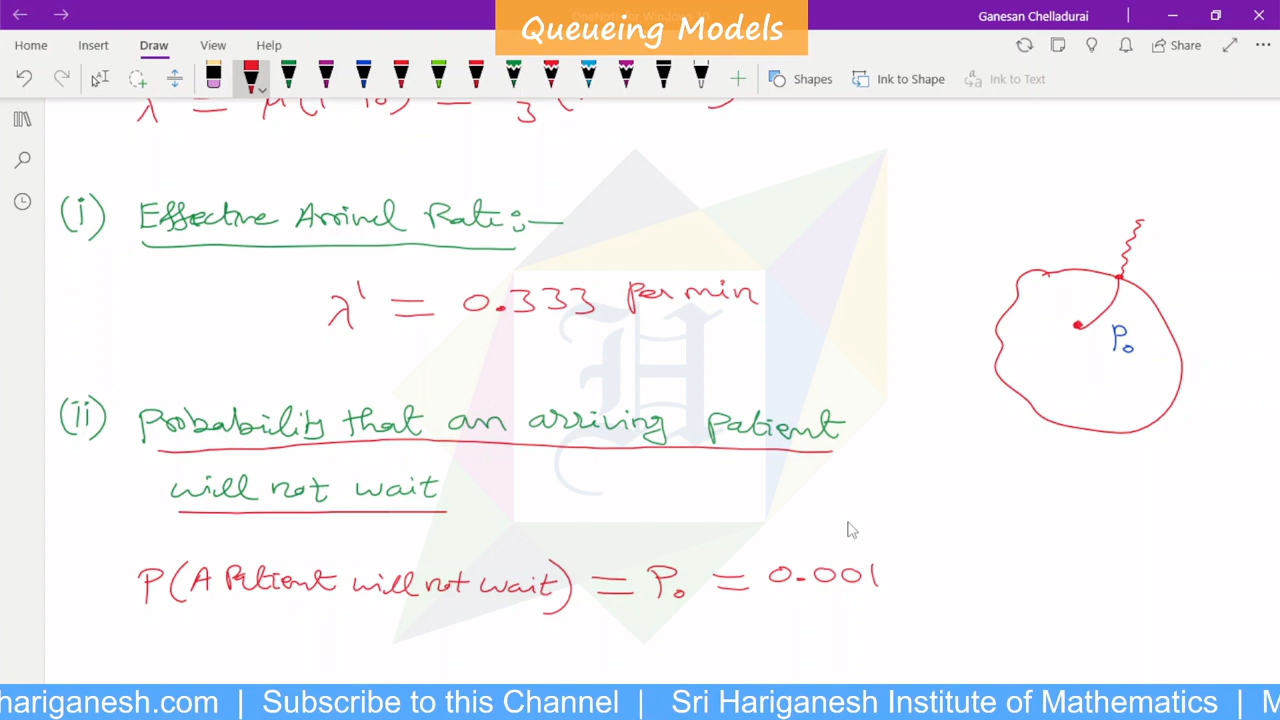 Queueing Models
Ganesan Chelladurai
Home Insert Draw View Help
Share
Shapes
Ink to Shape
Ink to Text
(i) Effective Arrivel Rate:—
λ' = 0.333 per min
P₀
(ii) Probability that an arriving patient
will not wait
P(A Patient will not wait) = P₀ = 0.001
hariganesh.com | Subscribe to this Channel | Sri Hariganesh Institute of Mathematics | M